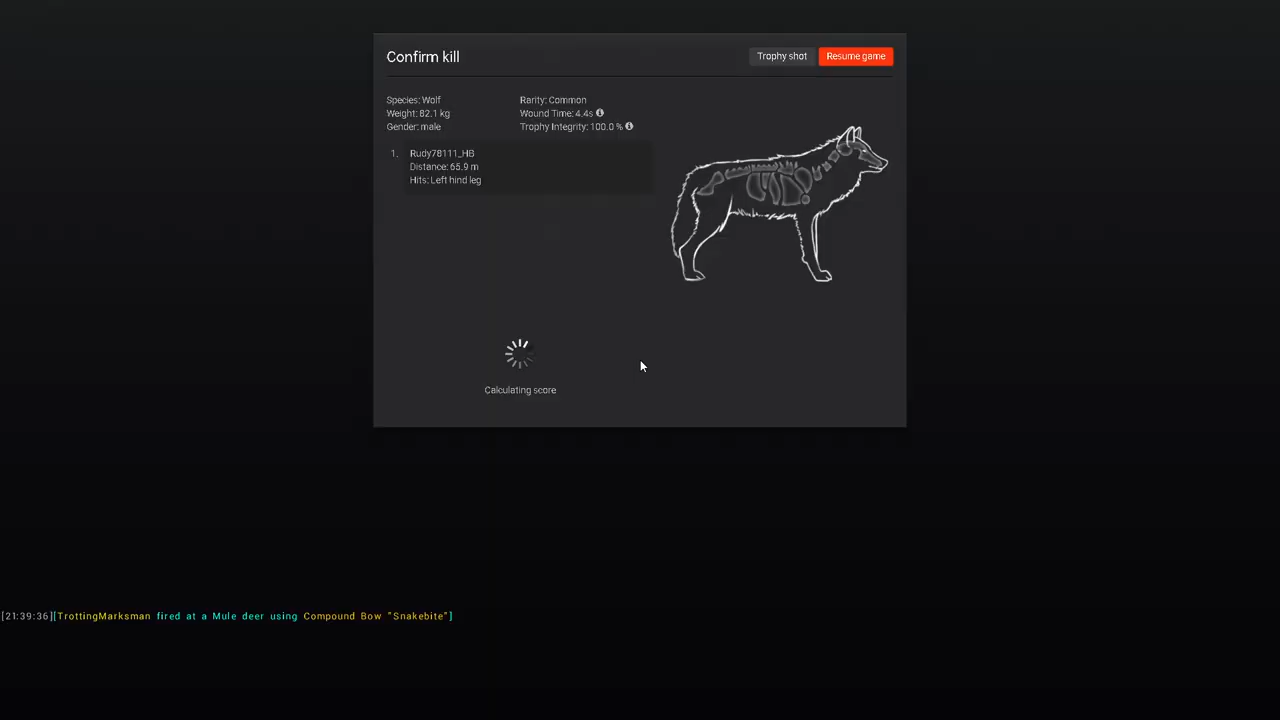 Confirm kill
Trophy shot
Resume game
Species: Wolf
Rarity: Common
Weight: 82.1 kg
Wound Time: 4.4s
Gender: male
Trophy Integrity: 100.0 %
1. Rudy78111_HB
Distance: 65.9 m
Hits: Left hind leg
Calculating score
[21:39:36][TrottingMarksman fired at a Mule deer using Compound Bow "Snakebite"]